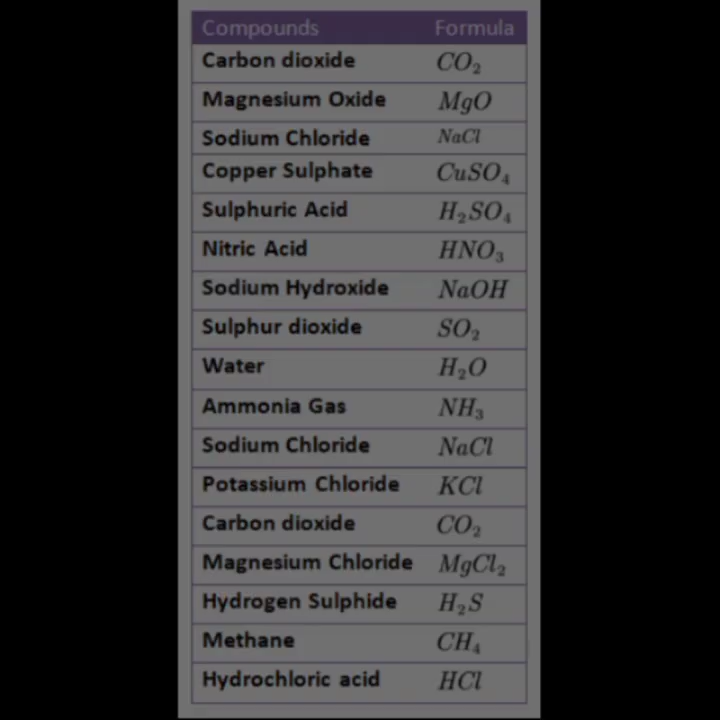 Compounds Formula
Carbon dioxide CO₂
Magnesium Oxide MgO
Sodium Chloride NaCl
Copper Sulphate CuSO₄
Sulphuric Acid H₂SO₄
Nitric Acid HNO₃
Sodium Hydroxide NaOH
Sulphur dioxide SO₂
Water H₂O
Ammonia Gas NH₃
Sodium Chloride NaCl
Potassium Chloride KCl
Carbon dioxide CO₂
Magnesium Chloride MgCl₂
Hydrogen Sulphide H₂S
Methane CH₄
Hydrochloric acid HCl